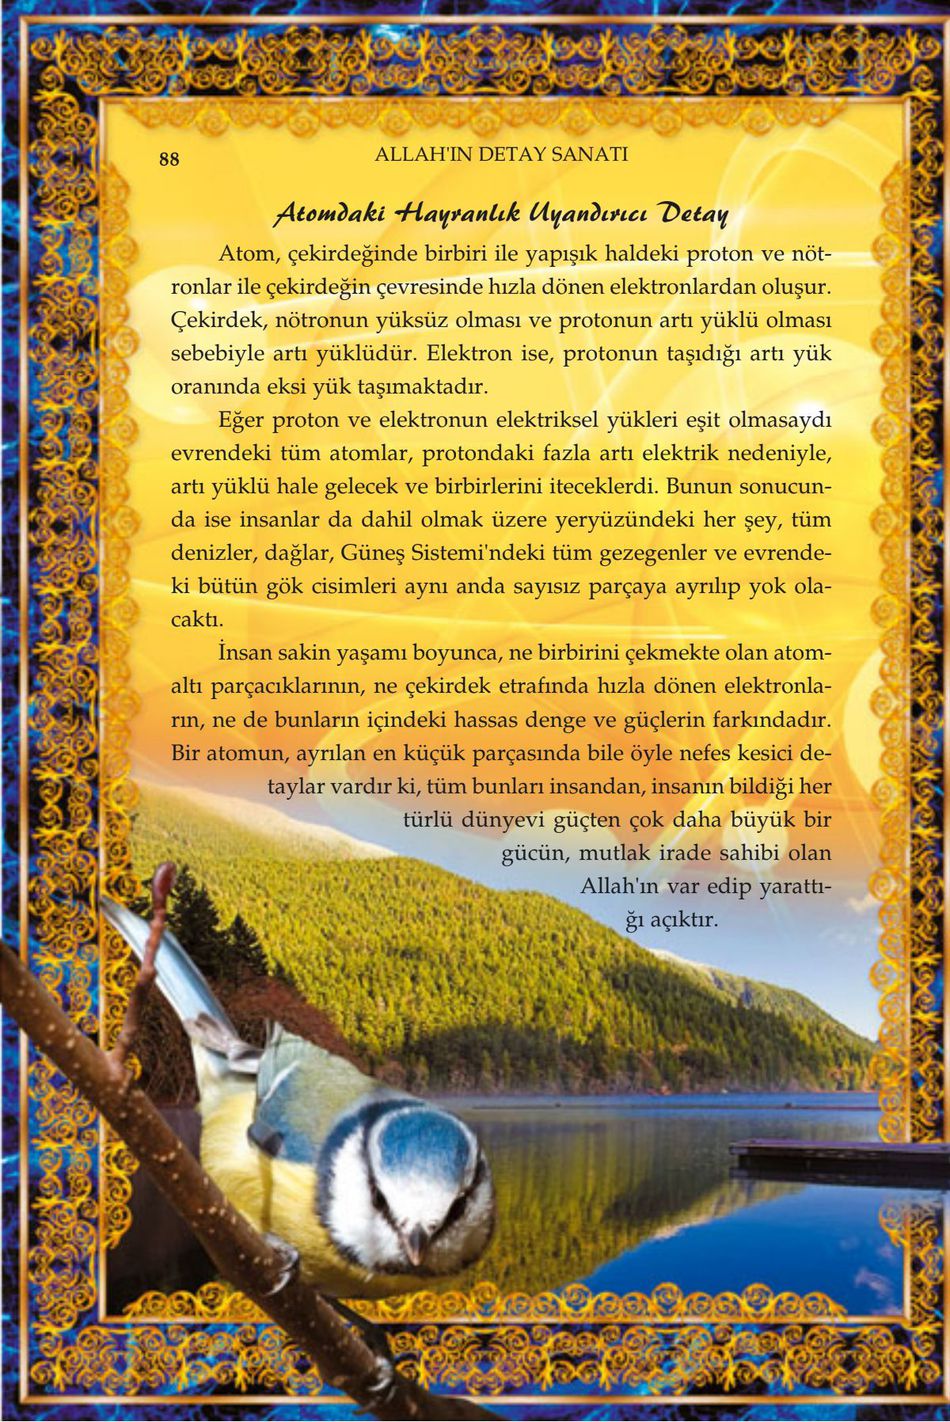 88
ALLAH'IN DETAY SANATI
Atomdaki Hayranlık Uyandırıcı Detay
Atom, çekirdeğinde birbiri ile yapışık haldeki proton ve nöt-
ronlar ile çekirdeğin çevresinde hızla dönen elektronlardan oluşur.
Çekirdek, nötronun yüksüz olması ve protonun artı yüklü olması
sebebiyle artı yüklüdür. Elektron ise, protonun taşıdığı artı yük
oranında eksi yük taşımaktadır.
Eğer proton ve elektronun elektriksel yükleri eşit olmasaydı
evrendeki tüm atomlar, protondaki fazla artı elektrik nedeniyle,
artı yüklü hale gelecek ve birbirlerini iteceklerdi. Bunun sonucun-
da ise insanlar da dahil olmak üzere yeryüzündeki her şey, tüm
denizler, dağlar, Güneş Sistemi'ndeki tüm gezegenler ve evrende-
ki bütün gök cisimleri aynı anda sayısız parçaya ayrılıp yok ola-
caktı.
İnsan sakin yaşamı boyunca, ne birbirini çekmekte olan atom-
altı parçacıklarının, ne çekirdek etrafında hızla dönen elektronla-
rın, ne de bunların içindeki hassas denge ve güçlerin farkındadır.
Bir atomun, ayrılan en küçük parçasında bile öyle nefes kesici de-
taylar vardır ki, tüm bunları insandan, insanın bildiği her
türlü dünyevi güçten çok daha büyük bir
gücün, mutlak irade sahibi olan
Allah'ın var edip yarattı-
ğı açıktır.